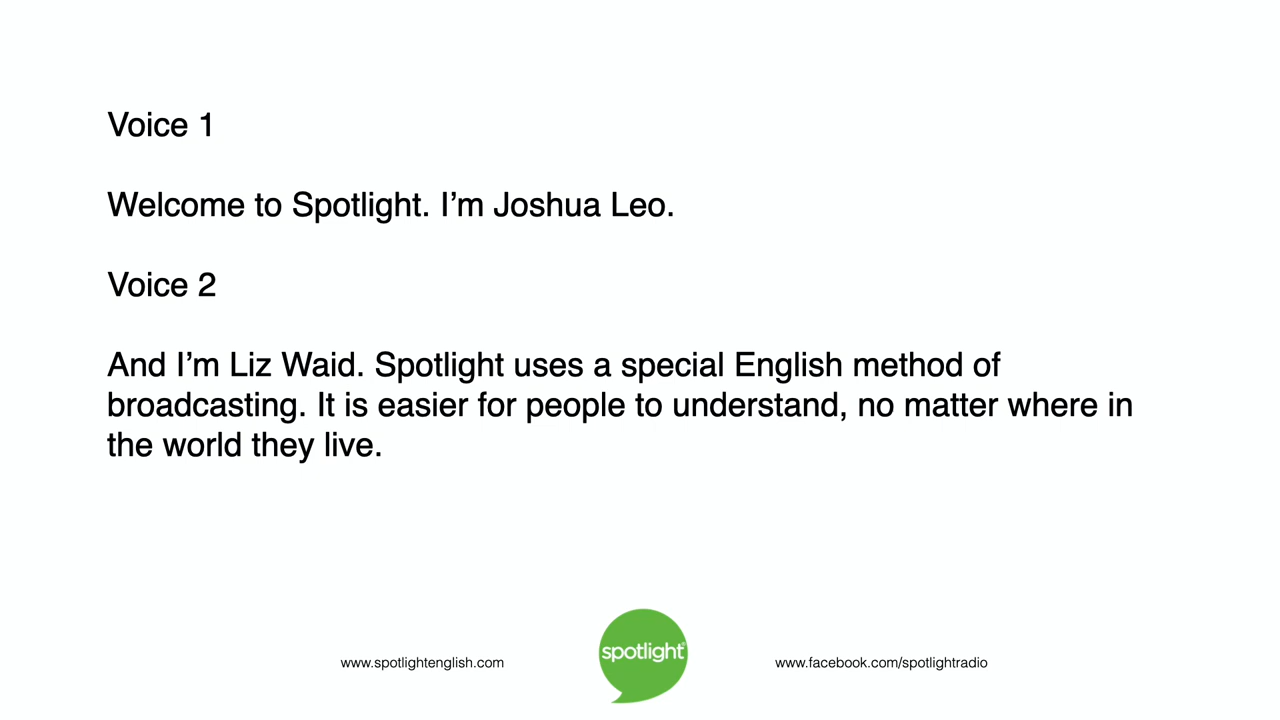 Voice 1
Welcome to Spotlight. I’m Joshua Leo.
Voice 2
And I’m Liz Waid. Spotlight uses a special English method of
broadcasting. It is easier for people to understand, no matter where in
the world they live.
www.spotlightenglish.com
spotlight
www.facebook.com/spotlightradio